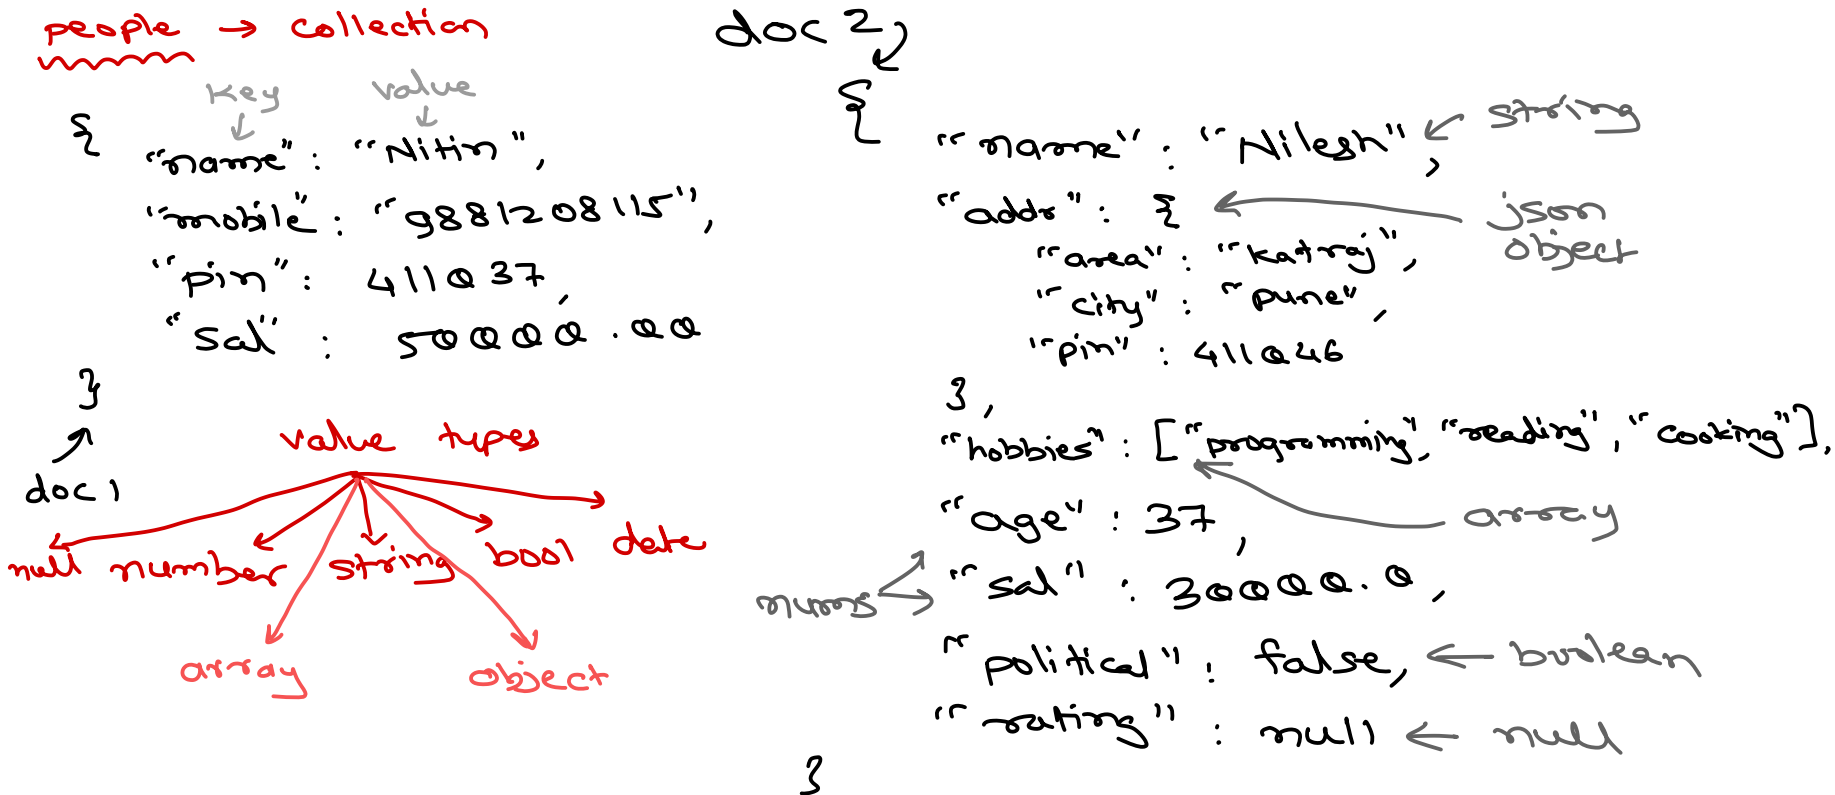 people → collection
key value
{
"name" : "Nitin",
"mobile" : "9881208115",
"pin" : 411037,
"sal" : 50000.00
}
doc1
value types
null number string bool date
array object
doc 2
{
"name" : "Nilesh", ← string
"addr" : { ← json object
"area" : "katraj",
"city" : "pune",
"pin" : 411046
},
"hobbies" : ["programming", "reading", "cooking"],
array
"age" : 37,
nums
"sal" : 30000.0,
"political" : false, ← boolean
"rating" : null ← null
}